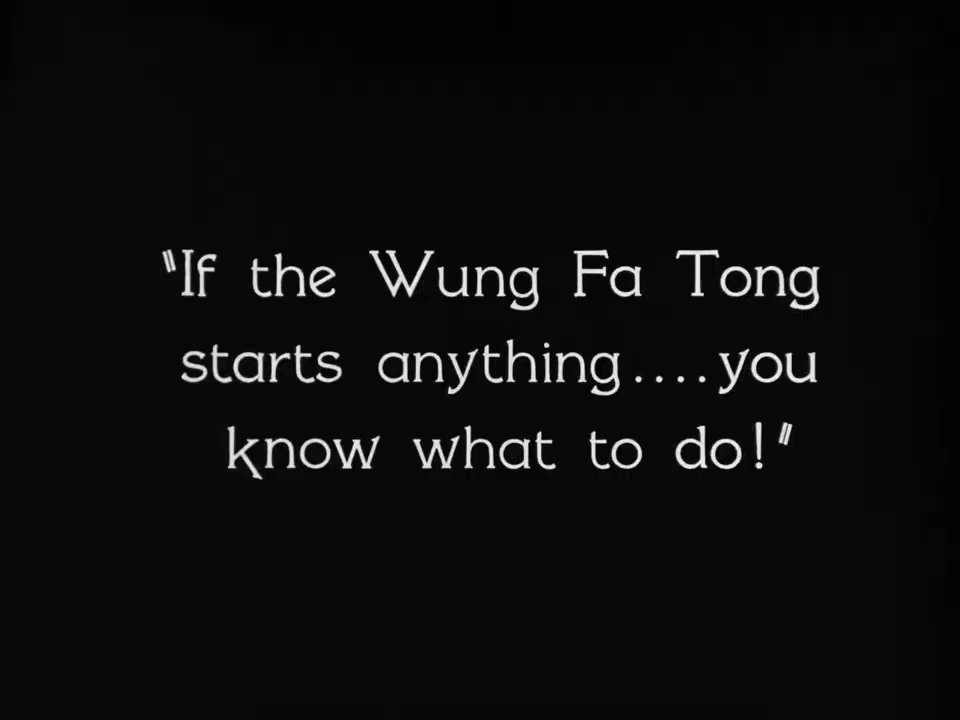 "If the Wung Fa Tong
starts anything....you
know what to do!"